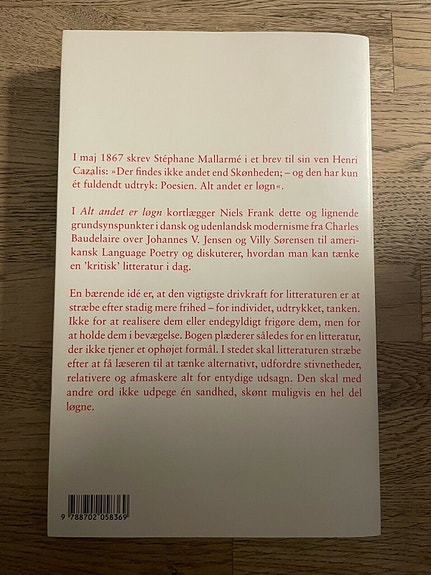 I maj 1867 skrev Stéphane Mallarmé i et brev til sin ven Henri
Cazalis: »Der findes ikke andet end Skønheden; – og den har kun
ét fuldendt udtryk: Poesien. Alt andet er løgn«.
I Alt andet er løgn kortlægger Niels Frank dette og lignende
grundsynspunkter i dansk og udenlandsk modernisme fra Charles
Baudelaire over Johannes V. Jensen og Villy Sørensen til ameri-
kansk Language Poetry og diskuterer, hvordan man kan tænke
en 'kritisk' litteratur i dag.
En bærende idé er, at den vigtigste drivkraft for litteraturen er at
stræbe efter stadig mere frihed – for individet, udtrykket, tanken.
Ikke for at realisere dem eller endegyldigt frigøre dem, men for
at holde dem i bevægelse. Bogen plæderer således for en litteratur,
der ikke tjener et ophøjet formål. I stedet skal litteraturen stræbe
efter at få læseren til at tænke alternativt, udfordre stivnetheder,
relativere og afmaskere alt for entydige udsagn. Den skal med
andre ord ikke udpege én sandhed, skønt muligvis en hel del
løgne.
9 788702 058369